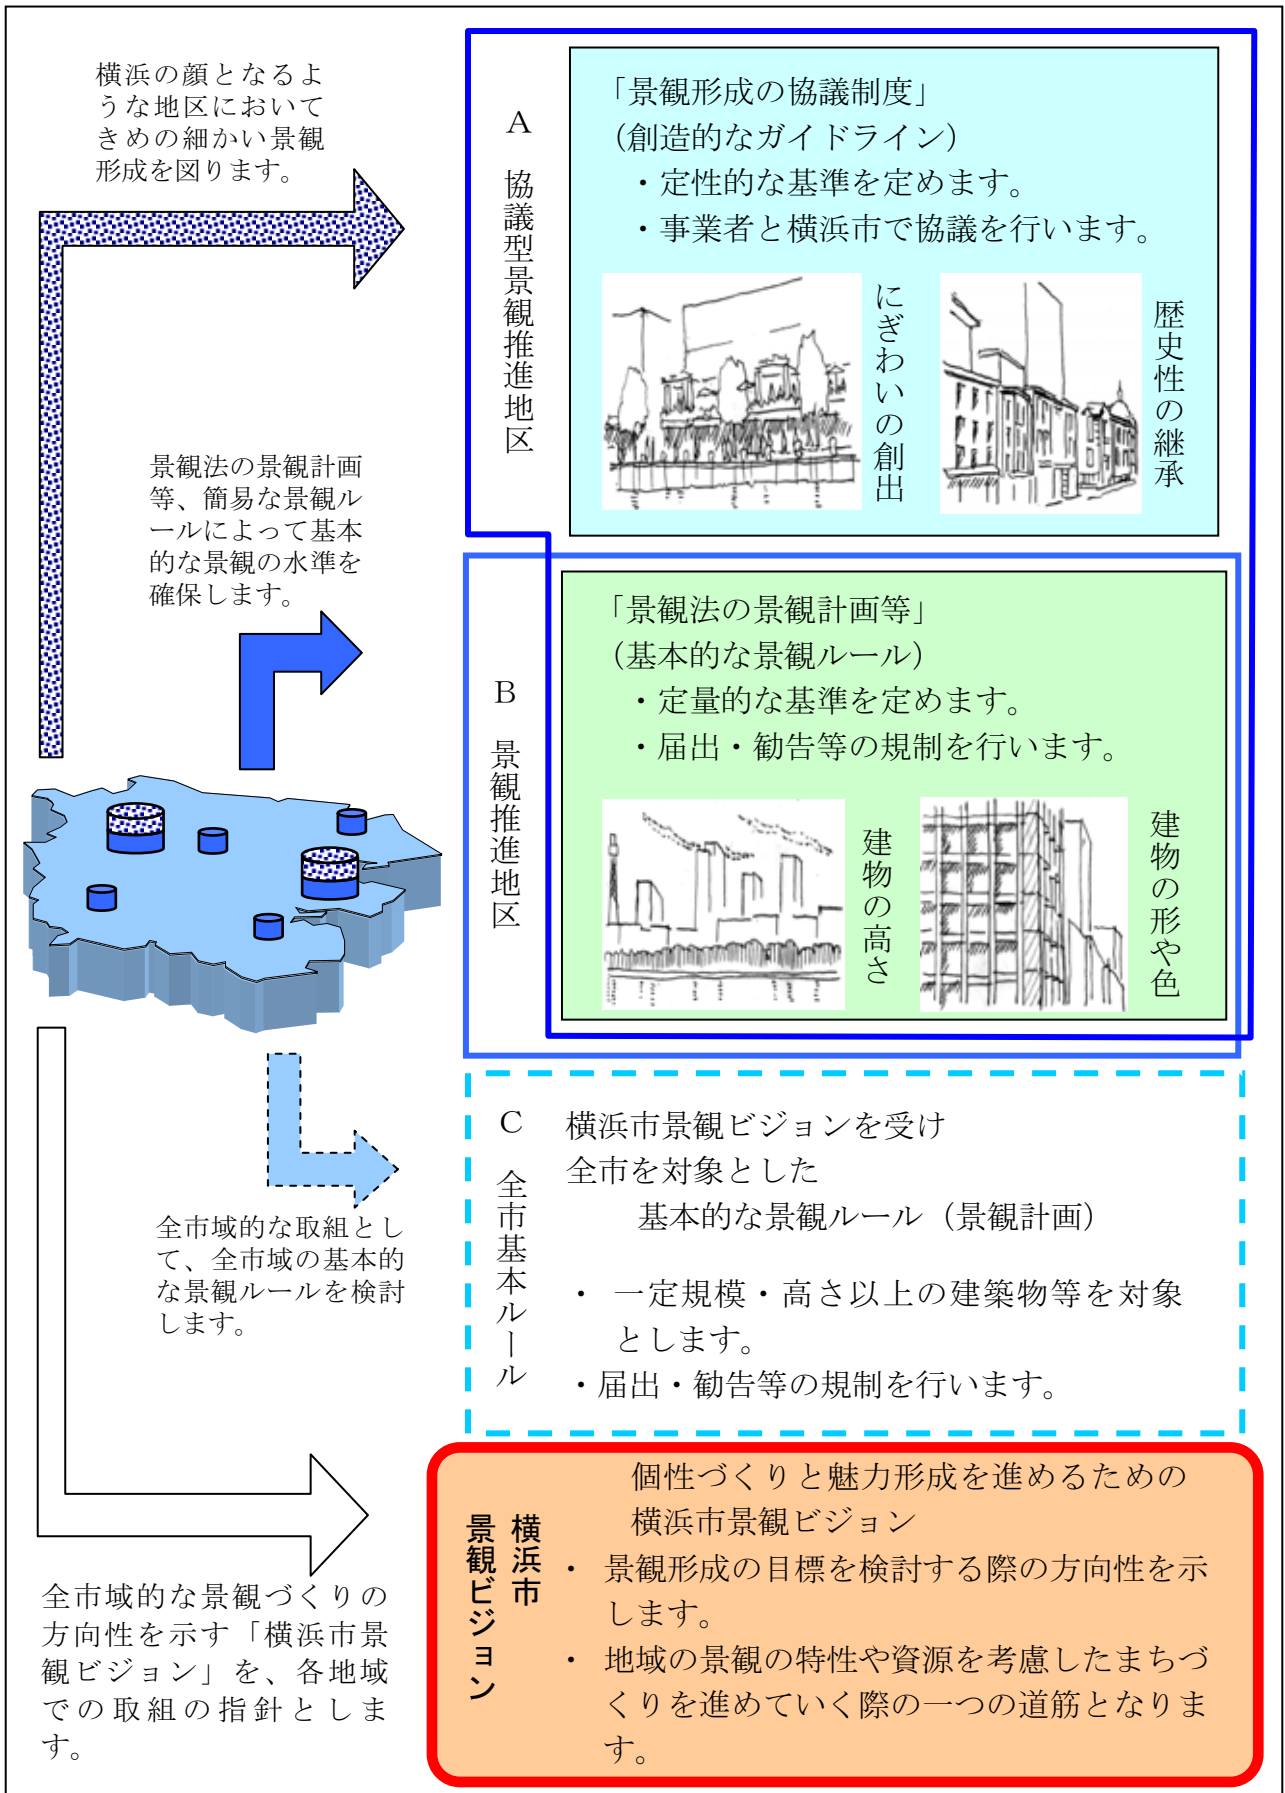 横浜の顔となるよ
うな地区において
きめの細かい景観
形成を図ります。
A 協議型景観推進地区
「景観形成の協議制度」
(創造的なガイドライン)
・定性的な基準を定めます。
・事業者と横浜市で協議を行います。
にぎわいの創出
歴史性の継承
景観法の景観計画
等、簡易な景観ル
ールによって基本
的な景観の水準を
確保します。
B 景観推進地区
「景観法の景観計画等」
(基本的な景観ルール)
・定量的な基準を定めます。
・届出・勧告等の規制を行います。
建物の高さ
建物の形や色
全市域的な取組とし
て、全市域の基本的
な景観ルールを検討
します。
C 全市基本ルール
横浜市景観ビジョンを受け
全市を対象とした
基本的な景観ルール(景観計画)
・ 一定規模・高さ以上の建築物等を対象
とします。
・届出・勧告等の規制を行います。
全市域的な景観づくりの
方向性を示す「横浜市景
観ビジョン」を、各地域
での取組の指針としま
す。
横浜市
景観ビジョン
個性づくりと魅力形成を進めるための
横浜市景観ビジョン
・ 景観形成の目標を検討する際の方向性を示
します。
・ 地域の景観の特性や資源を考慮したまちづ
くりを進めていく際の一つの道筋となりま
す。